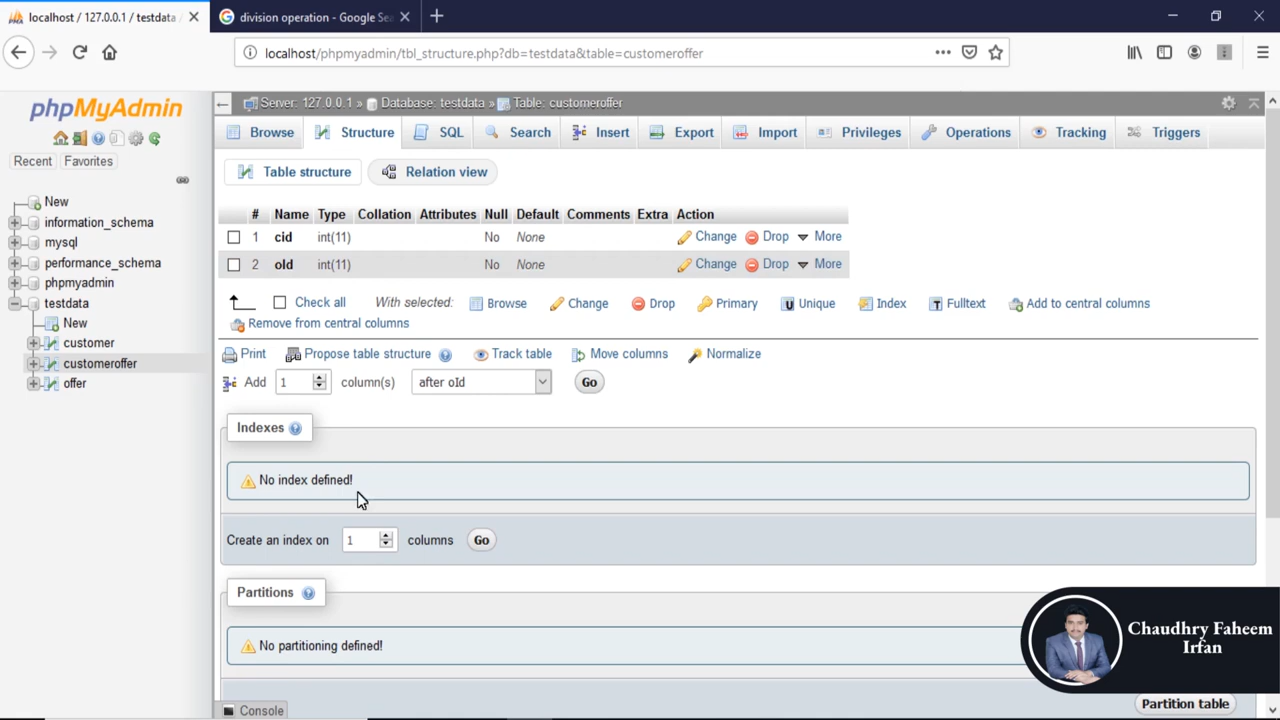 localhost / 127.0.0.1 / testdata
division operation - Google Sea
localhost/phpmyadmin/tbl_structure.php?db=testdata&table=customeroffer
phpMyAdmin
Recent Favorites
New
information_schema
mysql
performance_schema
phpmyadmin
testdata
New
customer
customeroffer
offer
Server: 127.0.0.1 » Database: testdata » Table: customeroffer
Browse Structure SQL Search Insert Export Import Privileges Operations Tracking Triggers
Table structure Relation view
# Name Type Collation Attributes Null Default Comments Extra Action
1 cid int(11) No None Change Drop More
2 oId int(11) No None Change Drop More
Check all With selected: Browse Change Drop Primary Unique Index Fulltext Add to central columns
Remove from central columns
Print Propose table structure Track table Move columns Normalize
Add 1 column(s) after oId Go
Indexes
No index defined!
Create an index on 1 columns Go
Partitions
No partitioning defined!
Partition table
Console
Chaudhry Faheem
Irfan